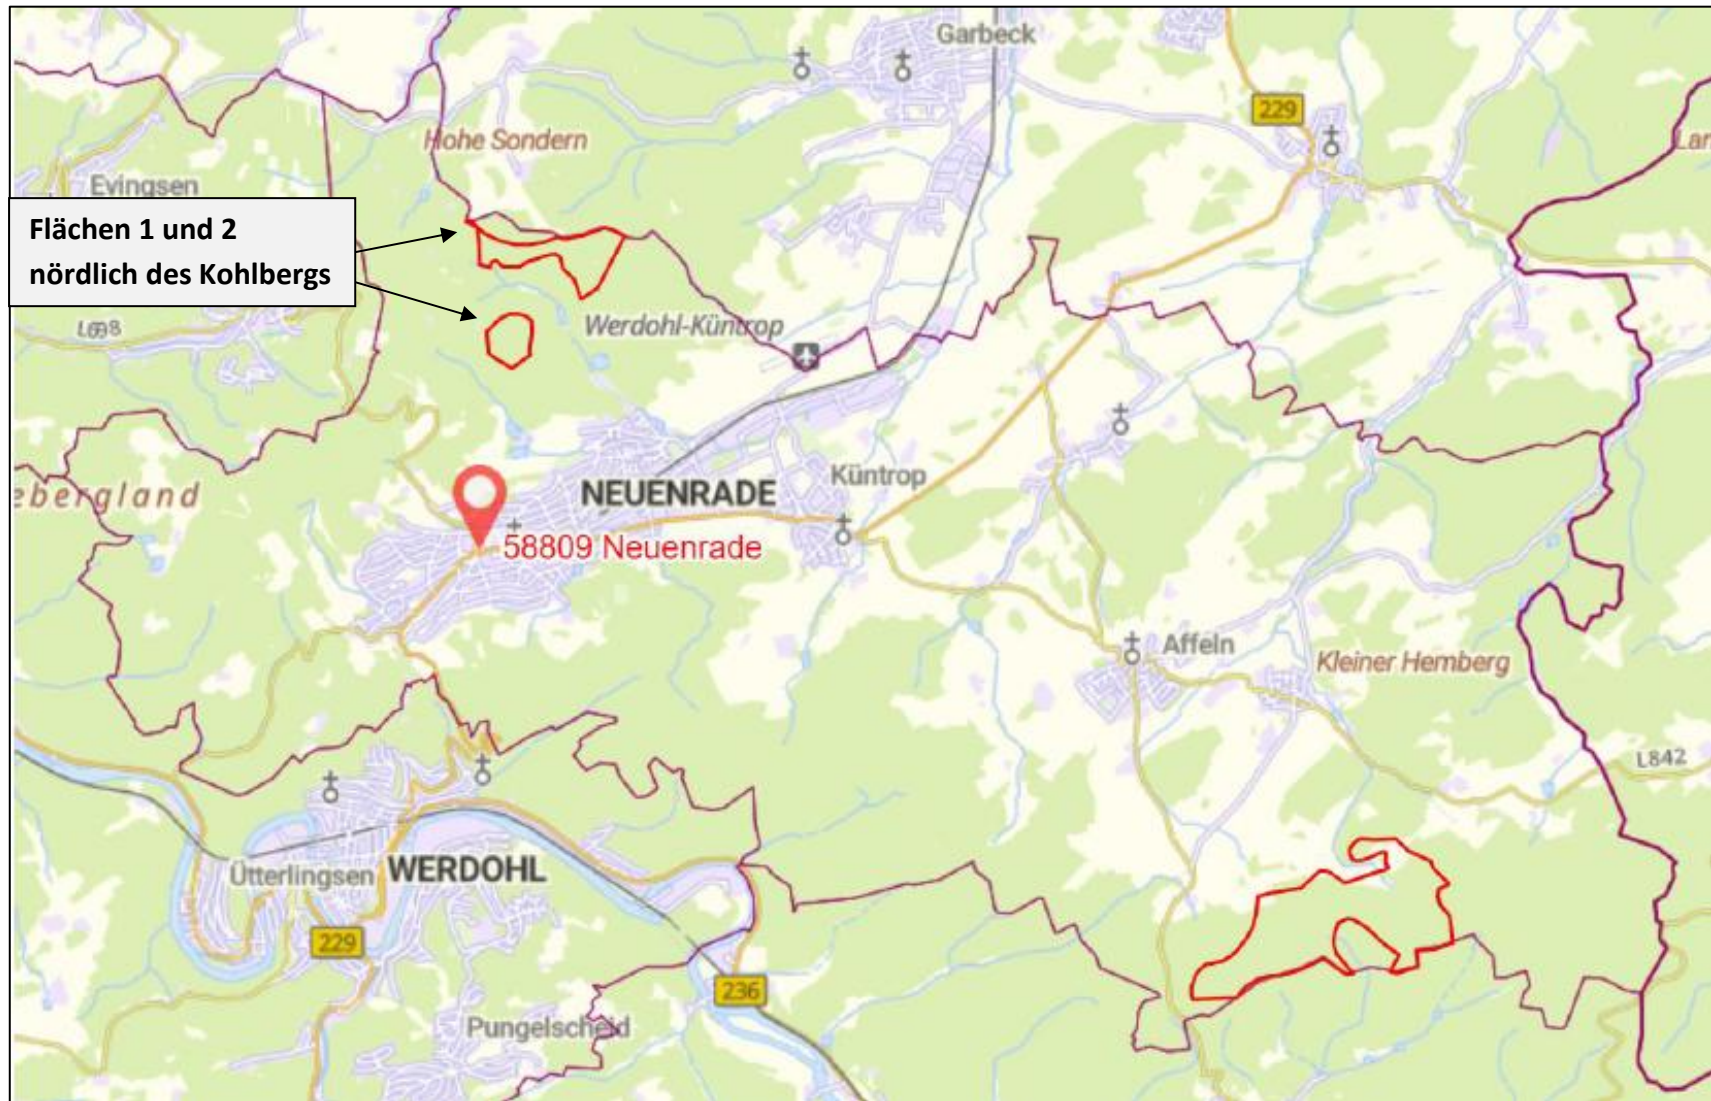 Garbeck
229
Hohe Sondern
Lan
Evingsen
Flächen 1 und 2
nördlich des Kohlbergs
L698
Werdohl-Küntrop
ebergland
NEUENRADE
Küntrop
58809 Neuenrade
Affeln
Kleiner Hemberg
L842
Ütterlingsen
WERDOHL
229
236
Pungelscheid